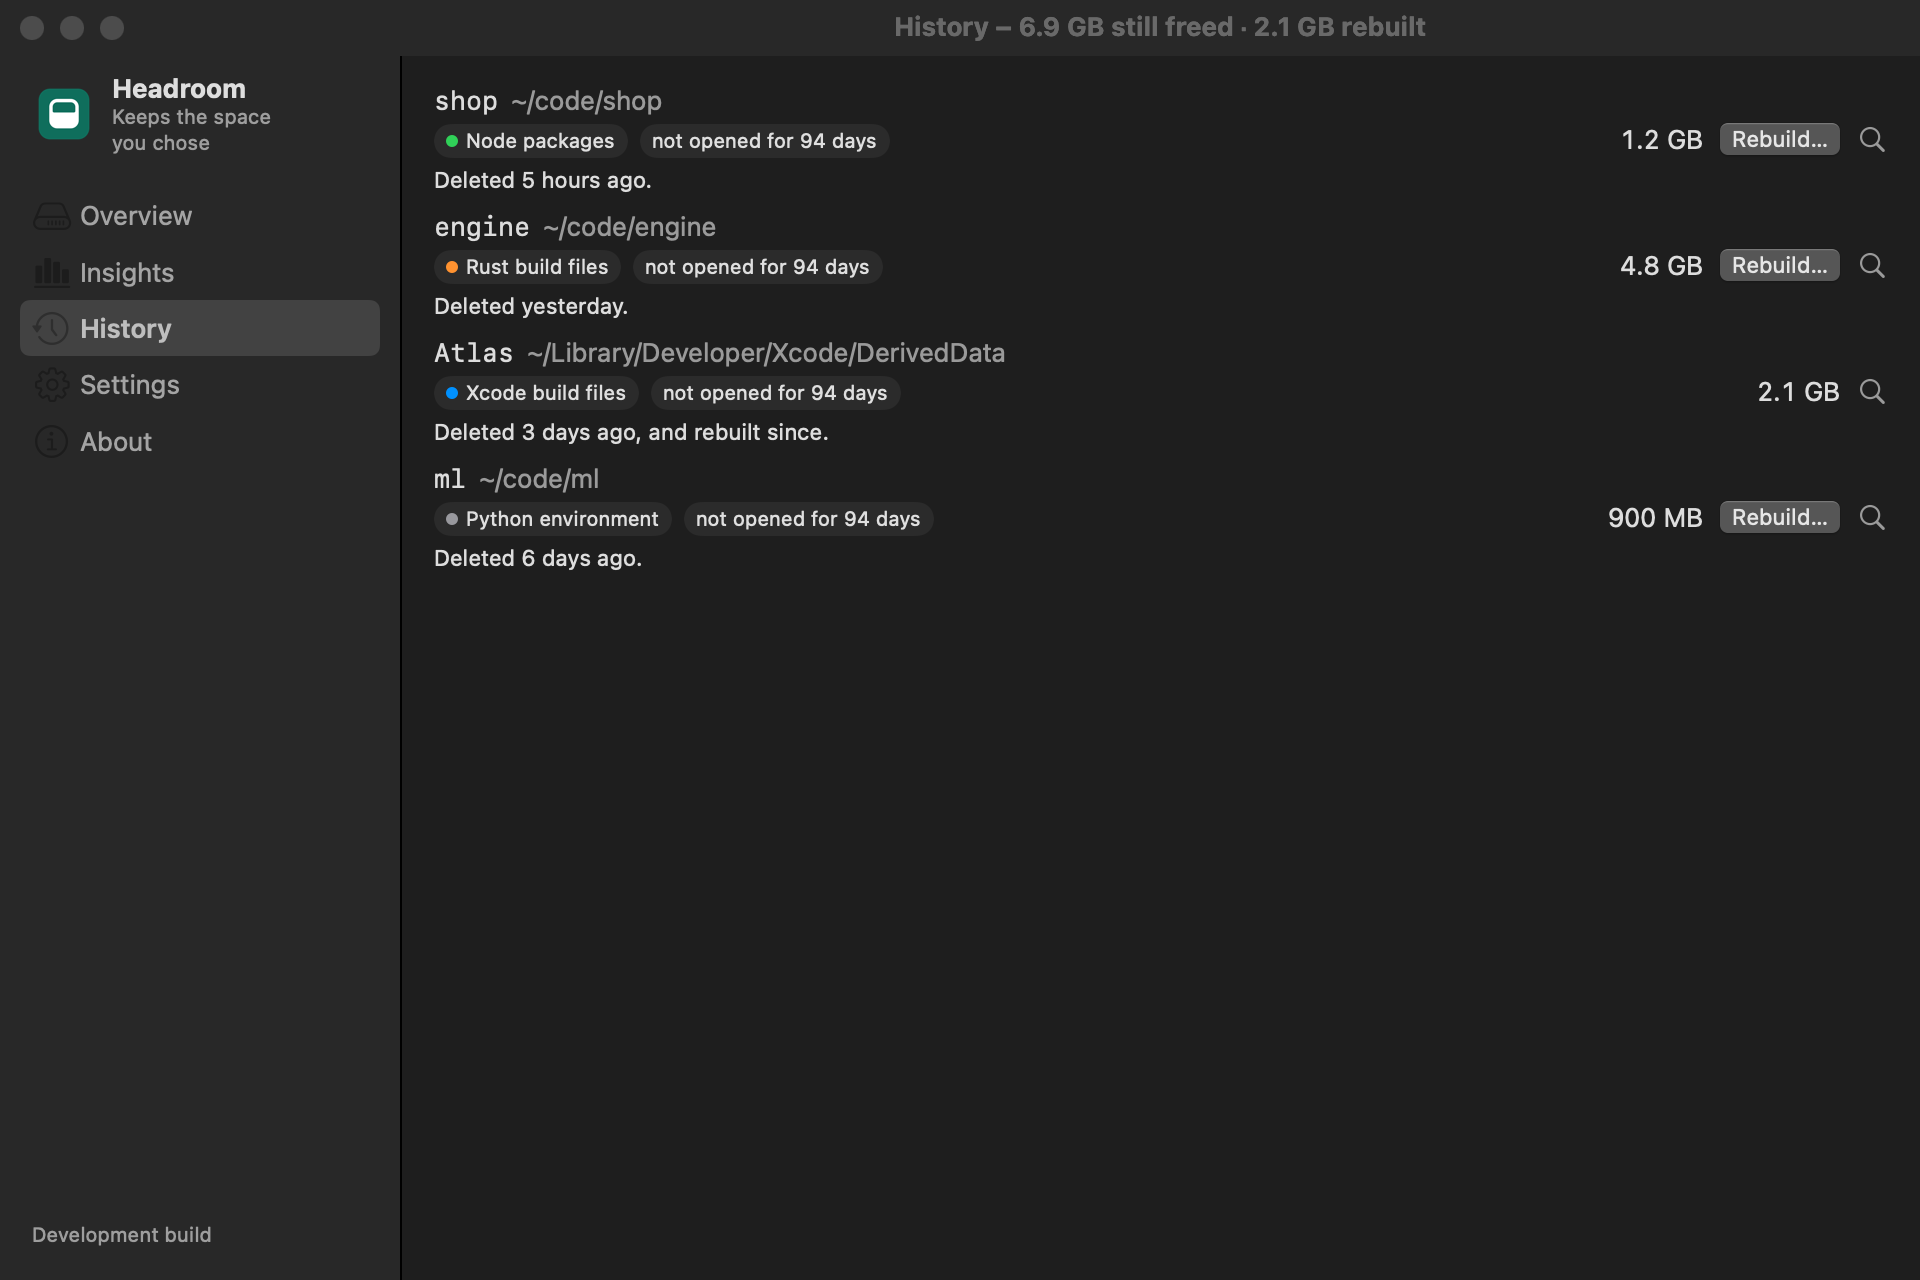 History – 6.9 GB still freed · 2.1 GB rebuilt
Headroom
Keeps the space
you chose
Overview
Insights
History
Settings
About
Development build
shop ~/code/shop
Node packages not opened for 94 days 1.2 GB Rebuild...
Deleted 5 hours ago.
engine ~/code/engine
Rust build files not opened for 94 days 4.8 GB Rebuild...
Deleted yesterday.
Atlas ~/Library/Developer/Xcode/DerivedData
Xcode build files not opened for 94 days 2.1 GB
Deleted 3 days ago, and rebuilt since.
ml ~/code/ml
Python environment not opened for 94 days 900 MB Rebuild...
Deleted 6 days ago.